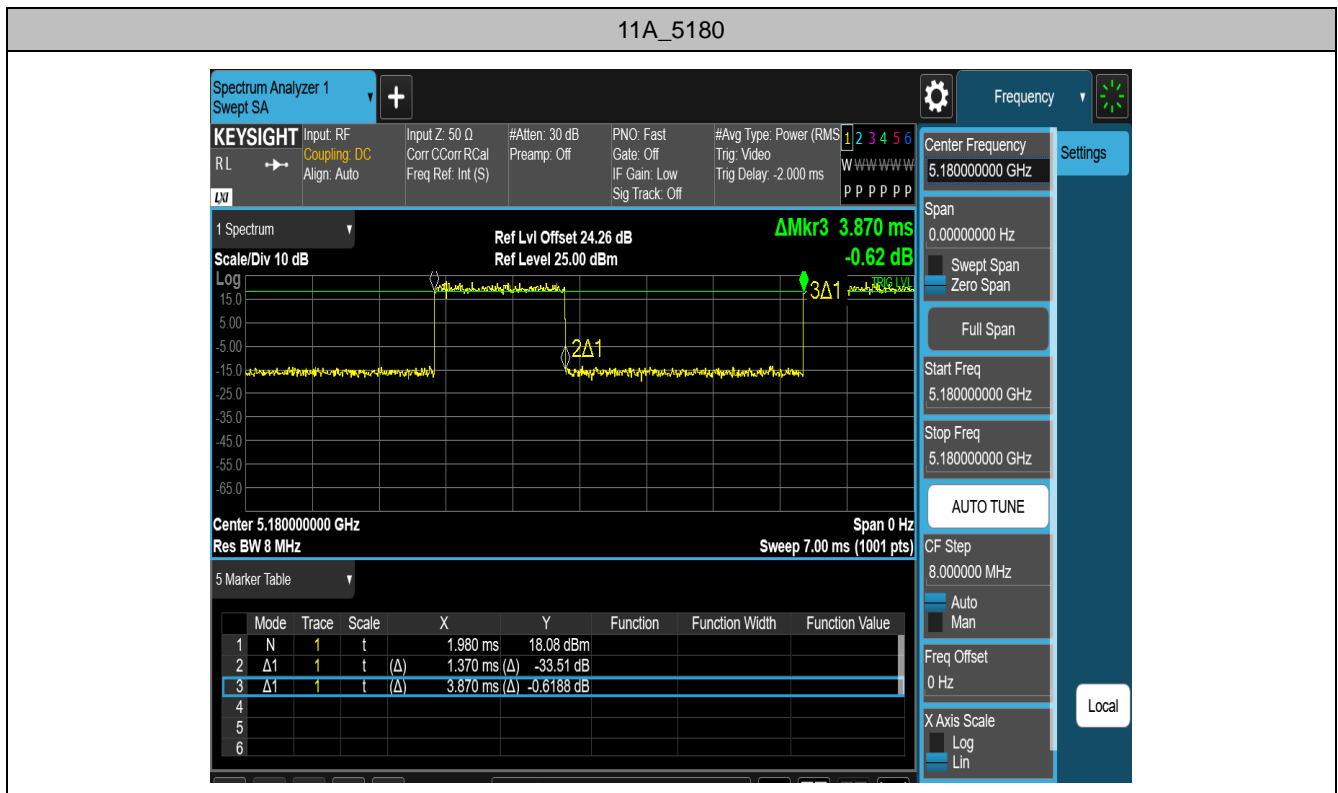 11A_5180
Spectrum Analyzer 1
Swept SA
+
Frequency
KEYSIGHT
RL
LXI
Input: RF
Coupling: DC
Align: Auto
Input Z: 50 Ω
Corr CCorr RCal
Freq Ref: Int (S)
#Atten: 30 dB
Preamp: Off
PNO: Fast
Gate: Off
IF Gain: Low
Sig Track: Off
#Avg Type: Power (RMS
Trig: Video
Trig Delay: -2.000 ms
1 2 3 4 5 6
W W W W W W
P P P P P P
1 Spectrum
Scale/Div 10 dB
Ref Lvl Offset 24.26 dB
Ref Level 25.00 dBm
ΔMkr3 3.870 ms
-0.62 dB
Log
15.0
5.00
-5.00
-15.0
-25.0
-35.0
-45.0
-55.0
-65.0
2Δ1
3Δ1
TRIG LVL
Center 5.180000000 GHz
Span 0 Hz
Res BW 8 MHz
Sweep 7.00 ms (1001 pts)
5 Marker Table
Mode Trace Scale X Y Function Function Width Function Value
1 N 1 t 1.980 ms 18.08 dBm
2 Δ1 1 t (Δ) 1.370 ms (Δ) -33.51 dB
3 Δ1 1 t (Δ) 3.870 ms (Δ) -0.6188 dB
4
5
6
Center Frequency
5.180000000 GHz
Settings
Span
0.00000000 Hz
Swept Span
Zero Span
Full Span
Start Freq
5.180000000 GHz
Stop Freq
5.180000000 GHz
AUTO TUNE
CF Step
8.000000 MHz
Auto
Man
Freq Offset
0 Hz
Local
X Axis Scale
Log
Lin